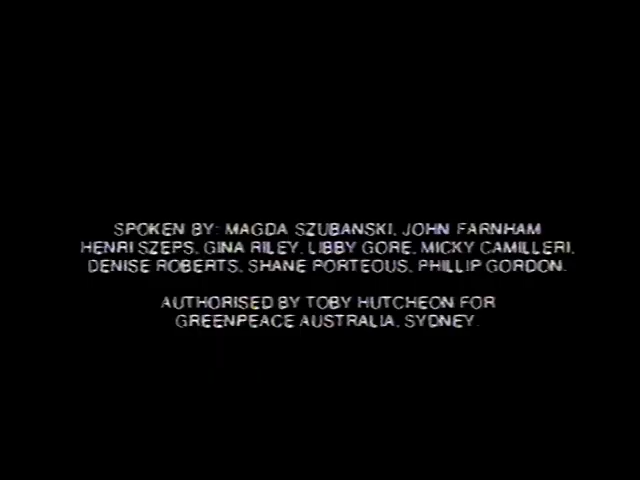 SPOKEN BY: MAGDA SZUBANSKI, JOHN FARNHAM
HENRI SZEPS, GINA RILEY, LIBBY GORE, MICKY CAMILLERI,
DENISE ROBERTS, SHANE PORTEOUS, PHILLIP GORDON.
AUTHORISED BY TOBY HUTCHEON FOR
GREENPEACE AUSTRALIA, SYDNEY.